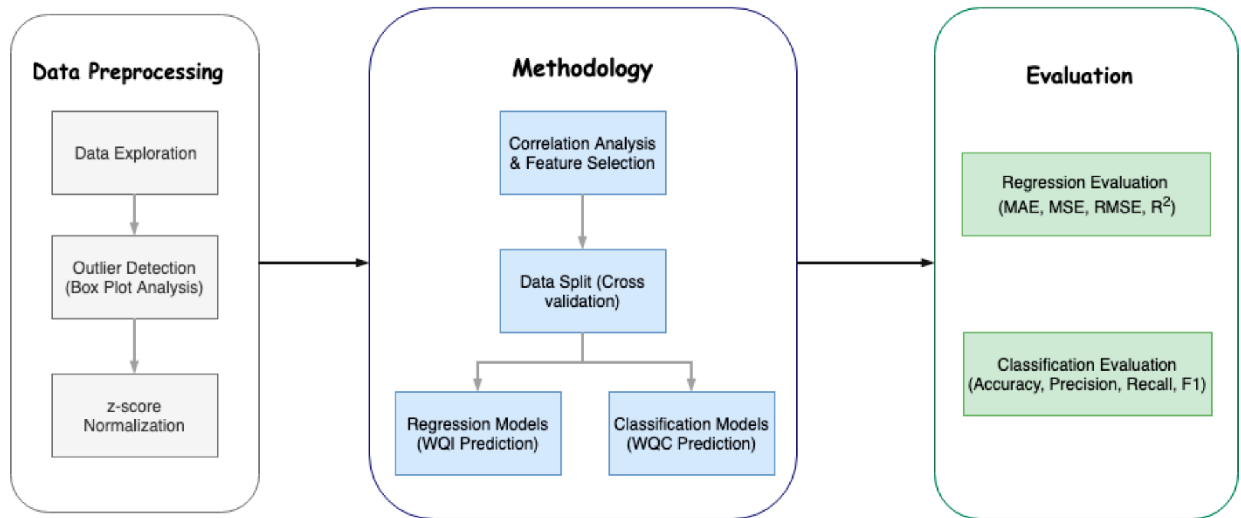 Data Preprocessing
Data Exploration
Outlier Detection
(Box Plot Analysis)
z-score
Normalization
Methodology
Correlation Analysis
& Feature Selection
Data Split (Cross
validation)
Regression Models
(WQI Prediction)
Classification Models
(WQC Prediction)
Evaluation
Regression Evaluation
(MAE, MSE, RMSE, R²)
Classification Evaluation
(Accuracy, Precision, Recall, F1)